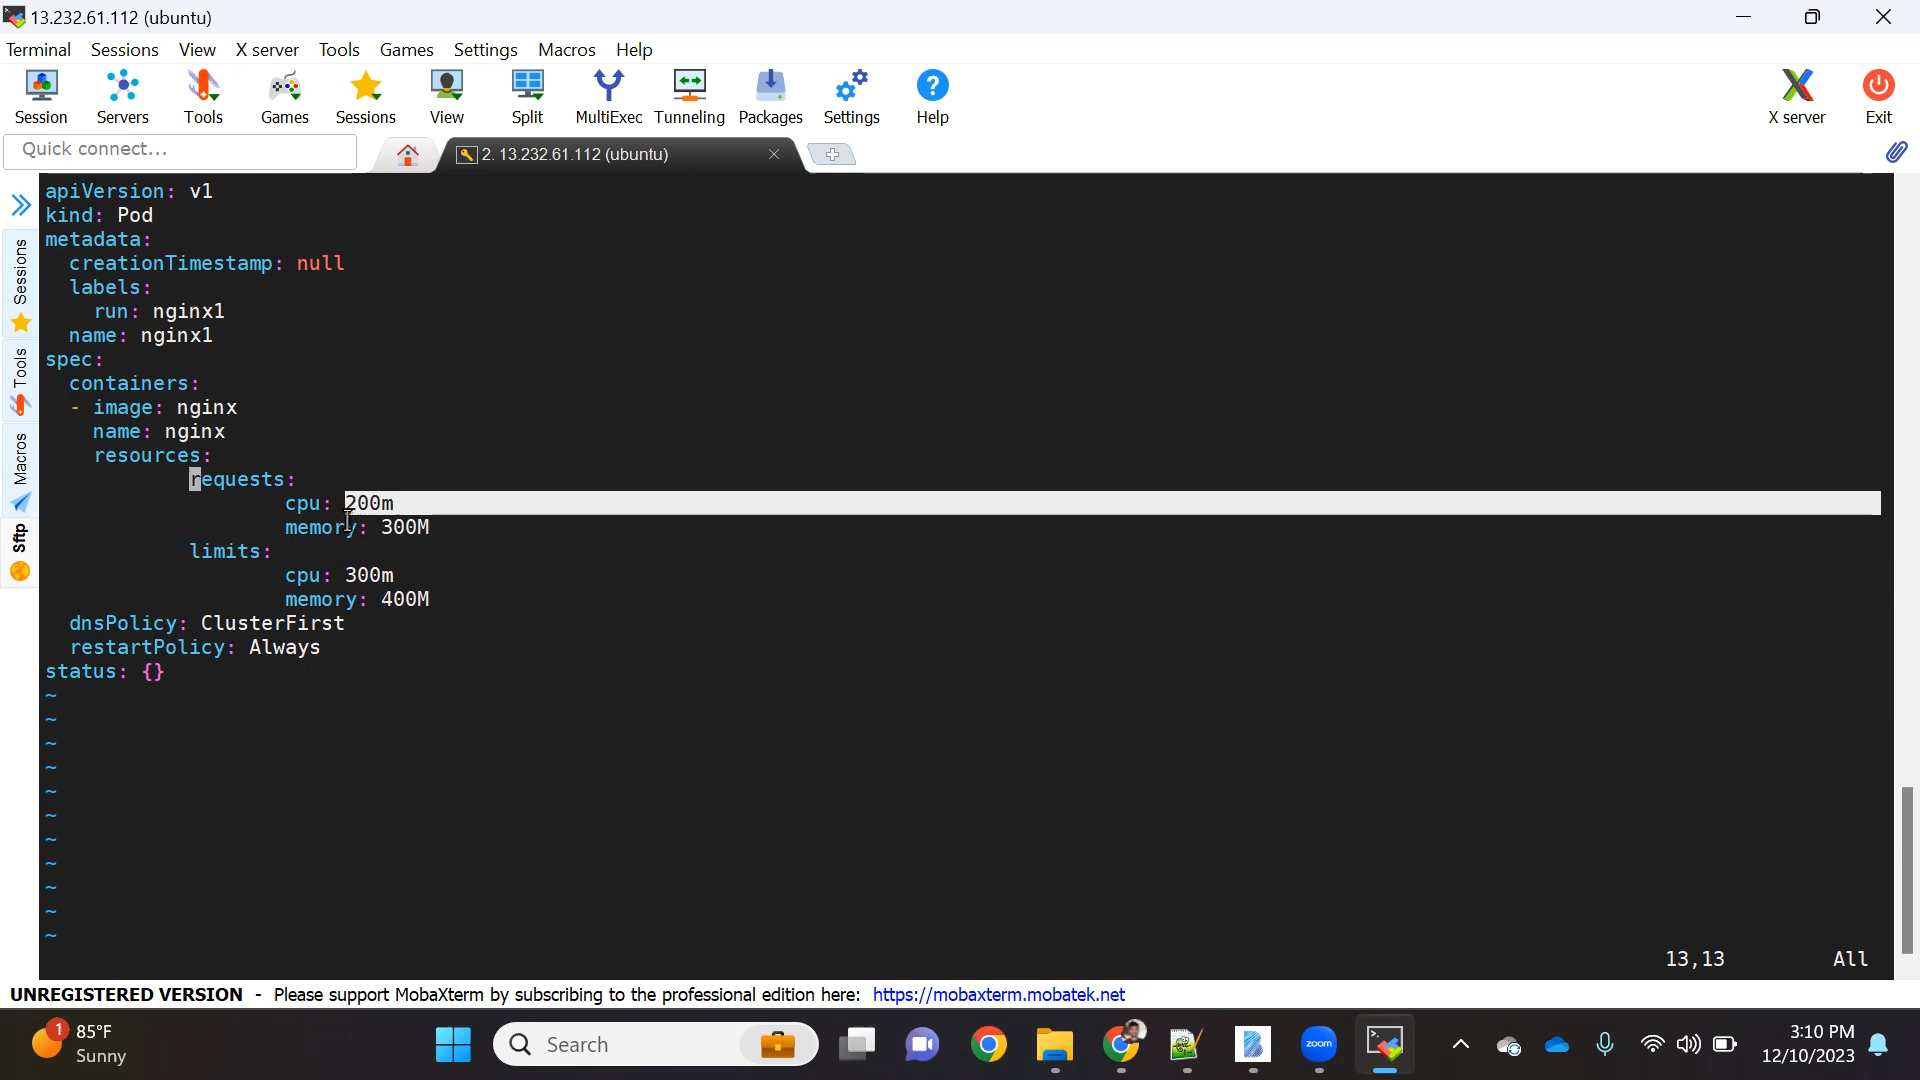 13.232.61.112 (ubuntu)
Terminal Sessions View X server Tools Games Settings Macros Help
Session Servers Tools Games Sessions View Split MultiExec Tunneling Packages Settings Help X server Exit
Quick connect...
2. 13.232.61.112 (ubuntu)
Sessions
Tools
Macros
Sftp
apiVersion: v1
kind: Pod
metadata:
  creationTimestamp: null
  labels:
    run: nginx1
  name: nginx1
spec:
  containers:
  - image: nginx
    name: nginx
    resources:
            requests:
                    cpu: 200m
                    memory: 300M
            limits:
                    cpu: 300m
                    memory: 400M
  dnsPolicy: ClusterFirst
  restartPolicy: Always
status: {}
~
~
~
~
~
~
~
~
~
~
~
13,13 All
UNREGISTERED VERSION - Please support MobaXterm by subscribing to the professional edition here: https://mobaxterm.mobatek.net
1
85°F
Sunny
Search
zoom
3:10 PM
12/10/2023